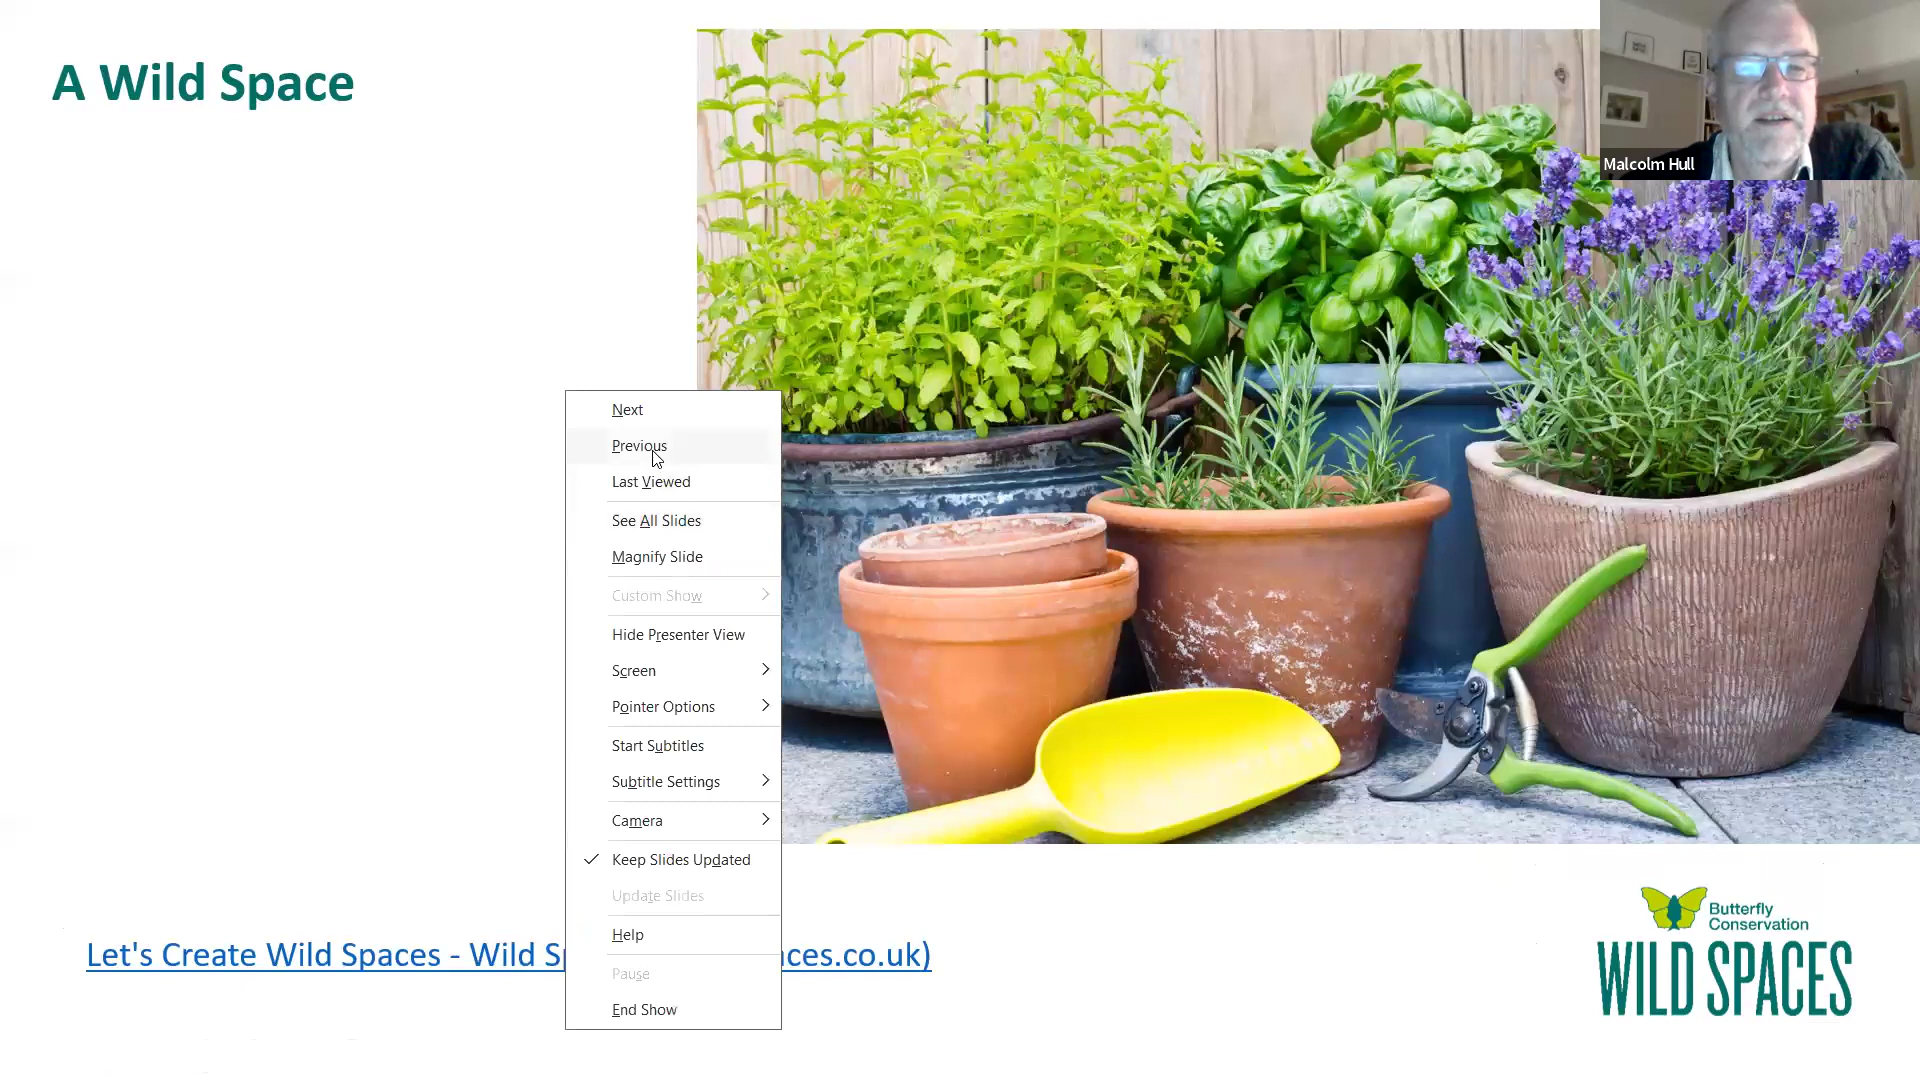 A Wild Space
Malcolm Hull
Next
Previous
Last Viewed
See All Slides
Magnify Slide
Custom Show
Hide Presenter View
Screen
Pointer Options
Start Subtitles
Subtitle Settings
Camera
Keep Slides Updated
Update Slides
Help
Pause
End Show
Let's Create Wild Spaces - Wild Sp ces.co.uk)
Butterfly
Conservation
WILD SPACES